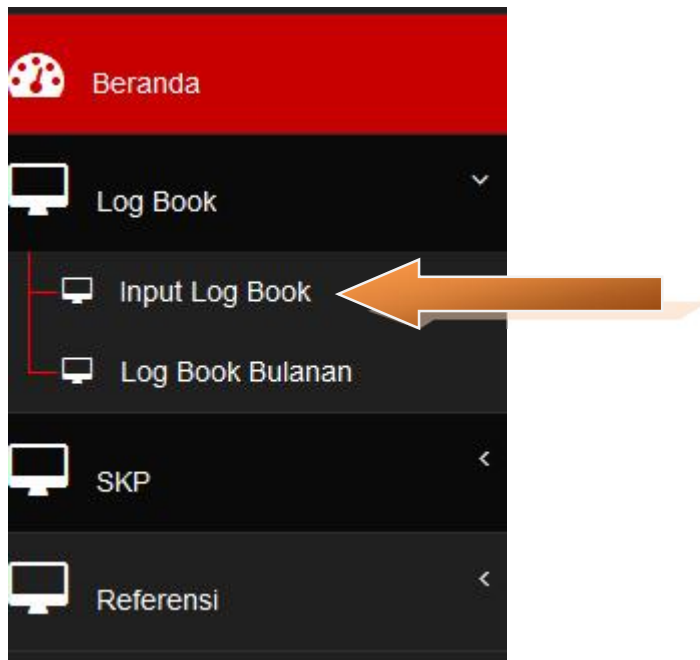 Beranda
Log Book
Input Log Book
Log Book Bulanan
SKP
Referensi